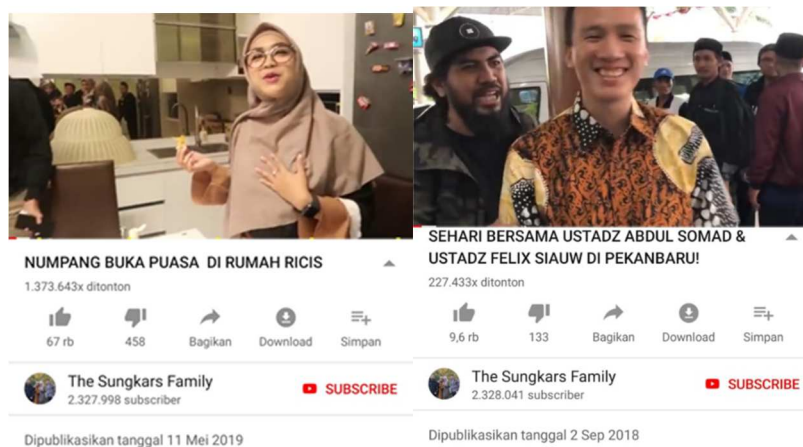 NUMPANG BUKA PUASA DI RUMAH RICIS
1.373.643x ditonton
67 rb
458
Bagikan
Download
Simpan
The Sungkars Family
2.327.998 subscriber
SUBSCRIBE
Dipublikasikan tanggal 11 Mei 2019
SEHARI BERSAMA USTADZ ABDUL SOMAD &
USTADZ FELIX SIAUW DI PEKANBARU!
227.433x ditonton
9,6 rb
133
Bagikan
Download
Simpan
The Sungkars Family
2.328.041 subscriber
SUBSCRIBE
Dipublikasikan tanggal 2 Sep 2018